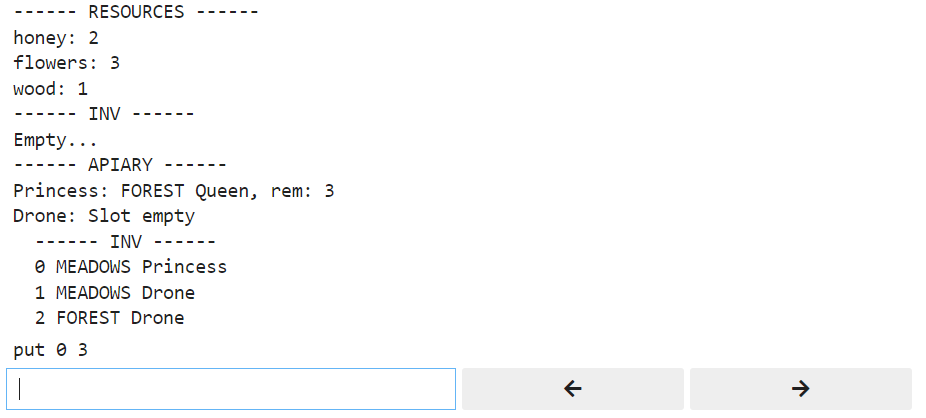 ------ RESOURCES ------
honey: 2
flowers: 3
wood: 1
------ INV ------
Empty...
------ APIARY ------
Princess: FOREST Queen, rem: 3
Drone: Slot empty
------ INV ------
0 MEADOWS Princess
1 MEADOWS Drone
2 FOREST Drone
put 0 3